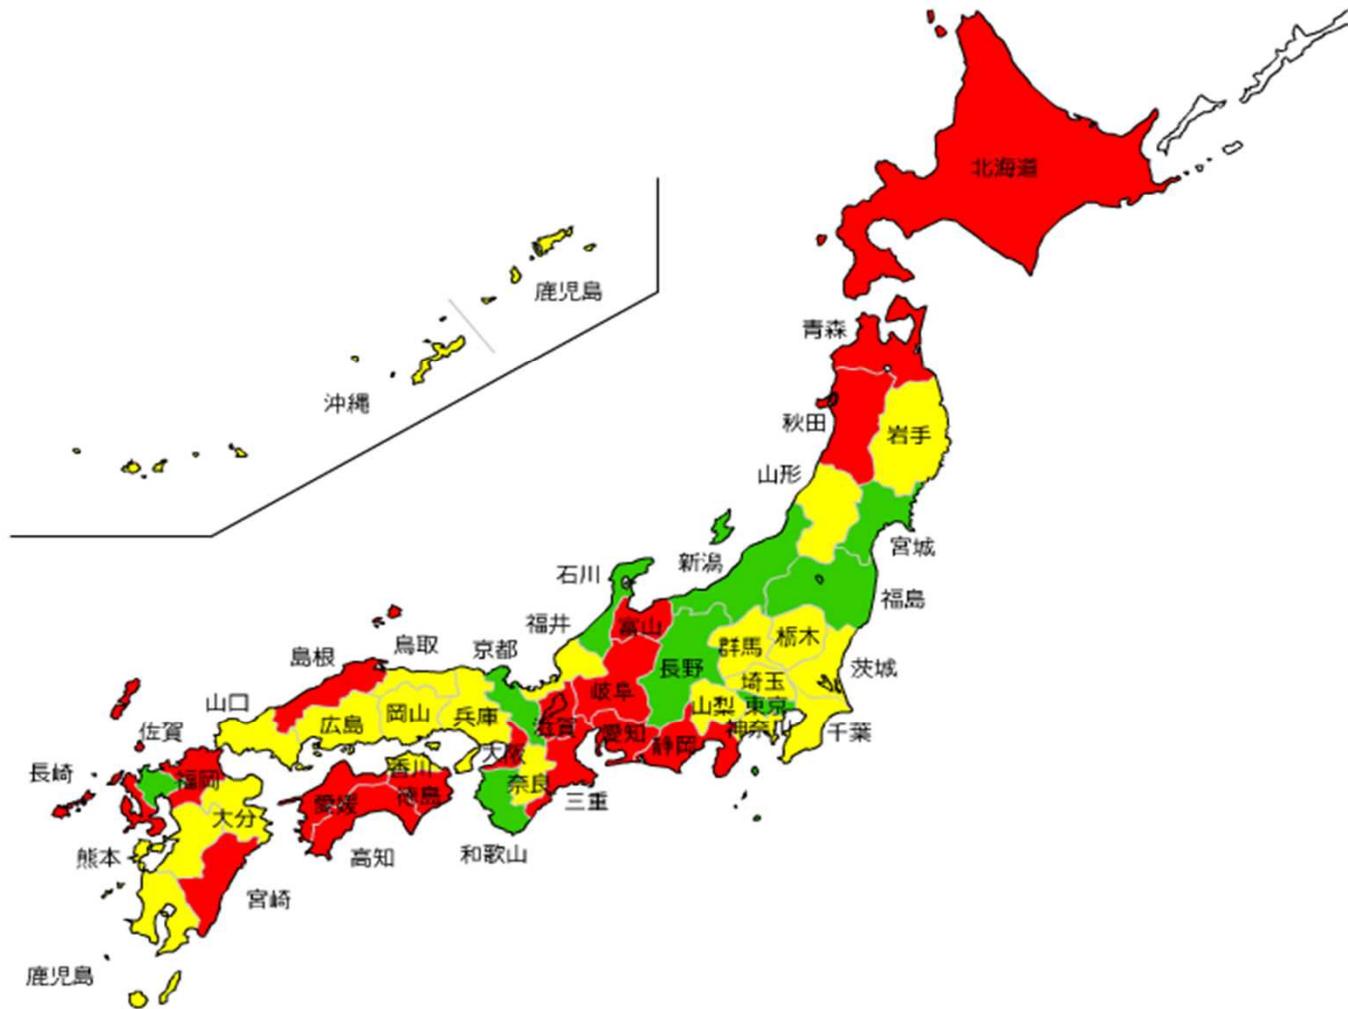 北海道
青森
秋田
岩手
山形
宮城
新潟
福島
石川
富山
福井
長野
群馬
栃木
茨城
埼玉
山梨
東京
神奈川
千葉
岐阜
愛知
静岡
滋賀
三重
京都
大阪
奈良
和歌山
兵庫
鳥取
島根
岡山
広島
山口
香川
徳島
愛媛
高知
福岡
佐賀
長崎
大分
熊本
宮崎
鹿児島
鹿児島
沖縄